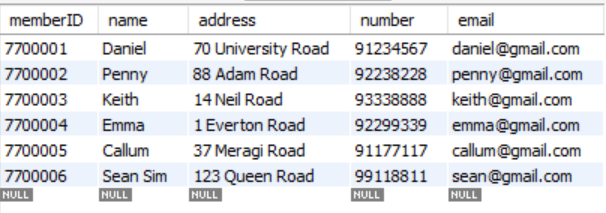 memberID name address number email
7700001 Daniel 70 University Road 91234567 daniel@gmail.com
7700002 Penny 88 Adam Road 92238228 penny@gmail.com
7700003 Keith 14 Neil Road 93338888 keith@gmail.com
7700004 Emma 1 Everton Road 92299339 emma@gmail.com
7700005 Callum 37 Meragi Road 91177117 callum@gmail.com
7700006 Sean Sim 123 Queen Road 99118811 sean@gmail.com
NULL NULL NULL NULL NULL